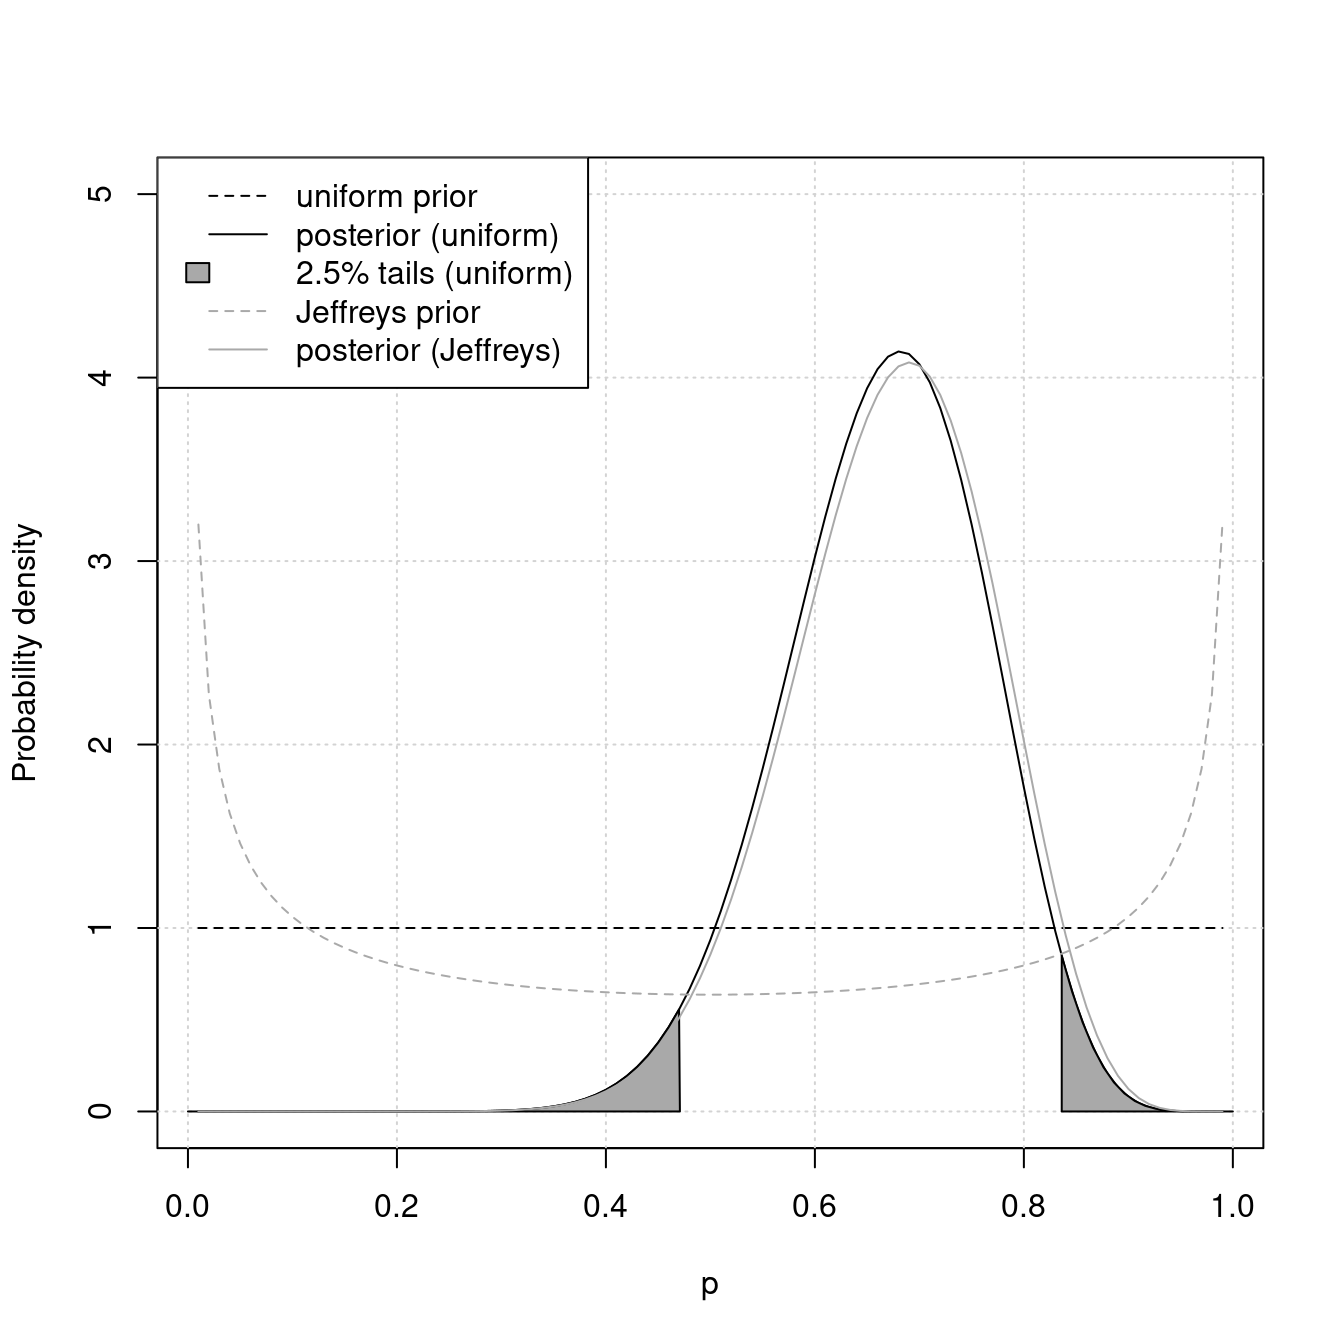 uniform prior
posterior (uniform)
2.5% tails (uniform)
Jeffreys prior
posterior (Jeffreys)
Probability density
5
4
3
2
1
0
0.0 0.2 0.4 0.6 0.8 1.0
p